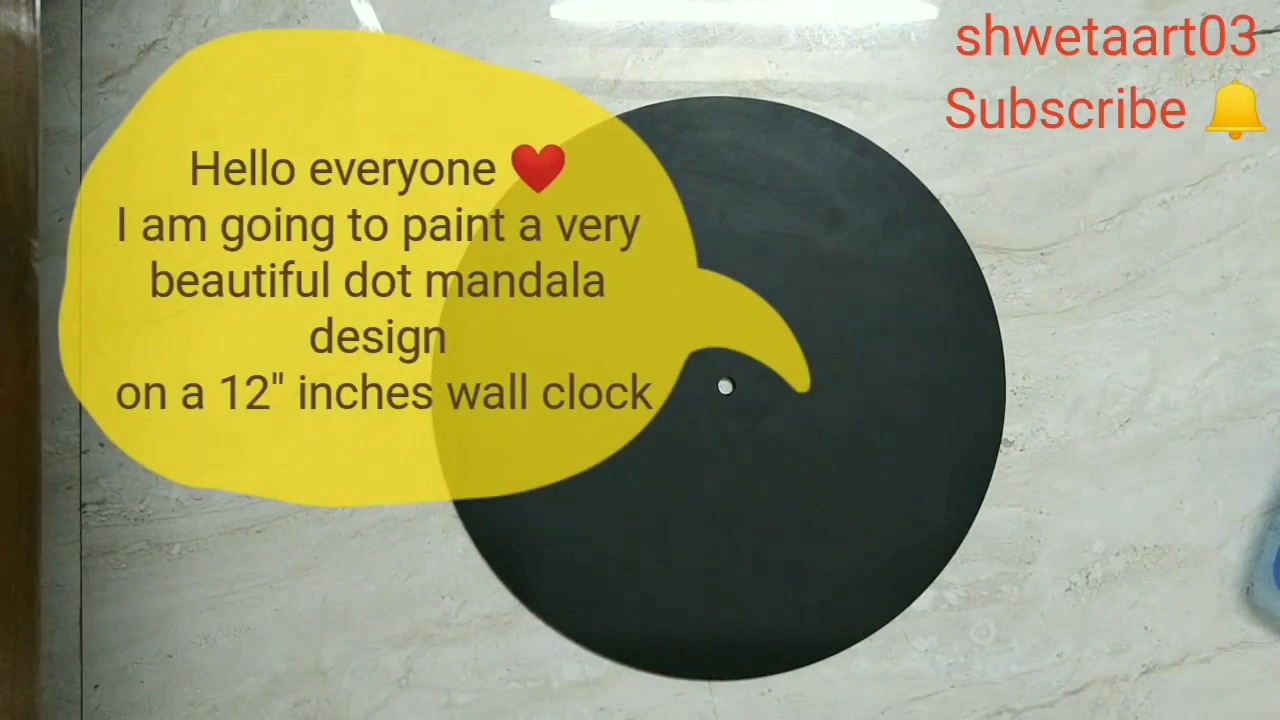 shwetaart03
Subscribe 🔔
Hello everyone ❤️
I am going to paint a very
beautiful dot mandala
design
on a 12" inches wall clock